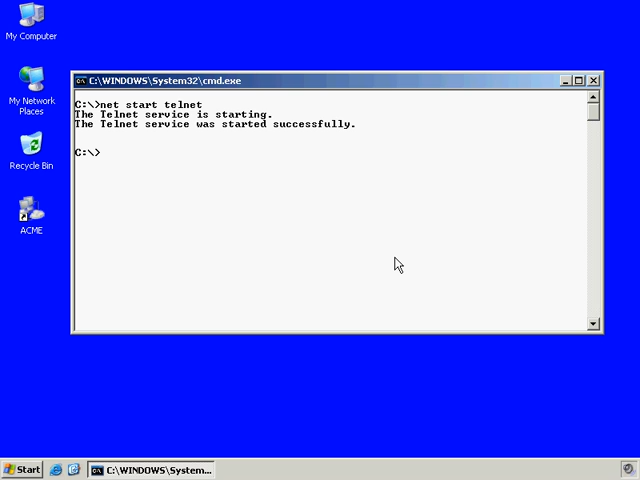 My Computer
My Network
Places
Recycle Bin
ACME
C:\WINDOWS\System32\cmd.exe
C:\>net start telnet
The Telnet service is starting.
The Telnet service was started successfully.
C:\>
Start
C:\WINDOWS\System...